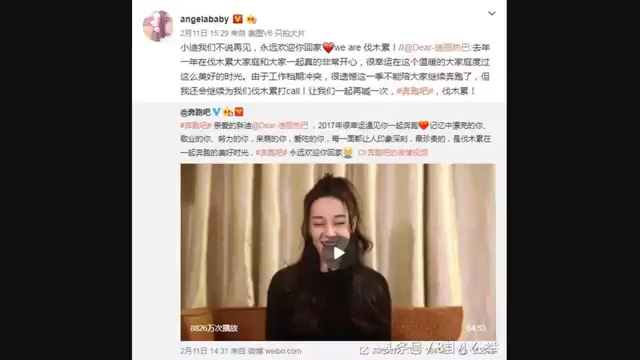 angelababy
2月11日 15:29 来自 美图V6 只拍大片
小迪我们不说再见，永远欢迎你回家❤️we are 伐木累！//@Dear-迪丽热巴:去年
一年在伐木累大家庭和大家一起真的非常开心，很幸运在这个温暖的大家庭度过
这么美好的时光。由于工作档期冲突，很遗憾这一季不能陪大家继续奔跑了，但
我还会继续为我们伐木累打call！让我们一起再喊一次，#奔跑吧#，伐木累！
@奔跑吧
#奔跑吧# 亲爱的胖迪@Dear-迪丽热巴 ，2017年很幸运遇见你一起奔跑❤️记忆中漂亮的你、
敬业的你、努力的你，呆萌的你，爱吃的你，每一面都让人印象深刻，最珍贵的，是伐木累在
一起奔跑的美好时光，#奔跑吧# 永远欢迎你回家 奔跑吧的微博视频
8826万次播放
04:53
2月11日 14:31 来自 微博 weibo.com